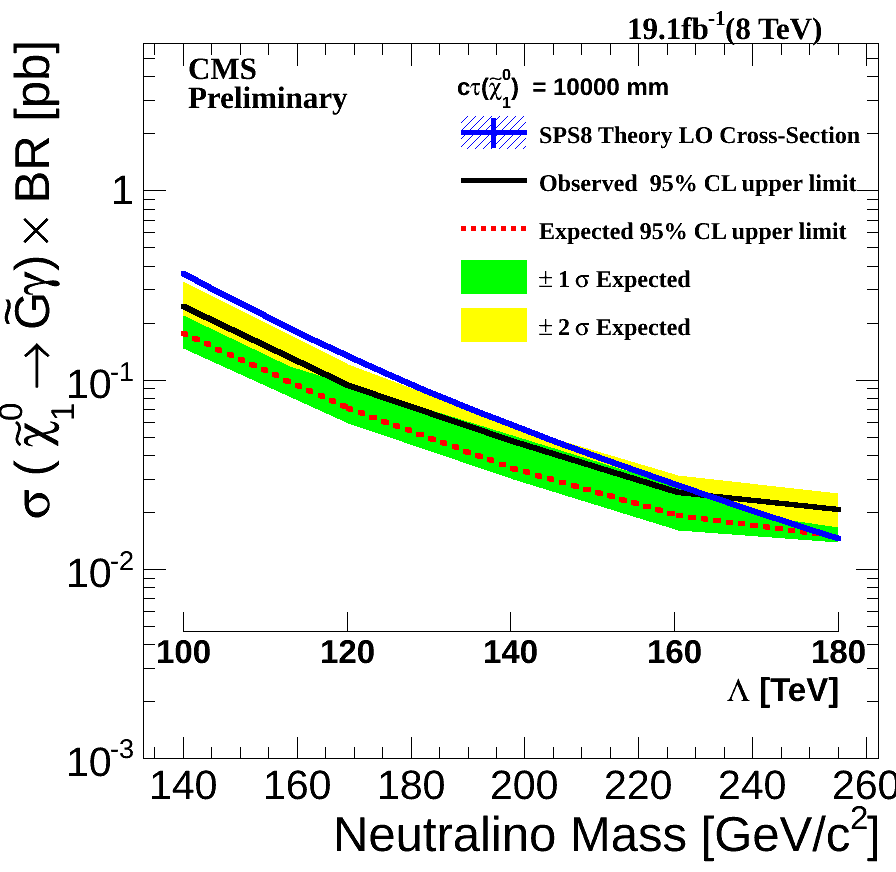 19.1fb⁻¹(8 TeV)
CMS
Preliminary
cτ(χ̃₁⁰) = 10000 mm
SPS8 Theory LO Cross-Section
Observed 95% CL upper limit
Expected 95% CL upper limit
± 1 σ Expected
± 2 σ Expected
σ (χ̃₁⁰ → G̃γ) × BR [pb]
1
10⁻¹
10⁻²
10⁻³
100 120 140 160 180
Λ [TeV]
140 160 180 200 220 240 260
Neutralino Mass [GeV/c²]